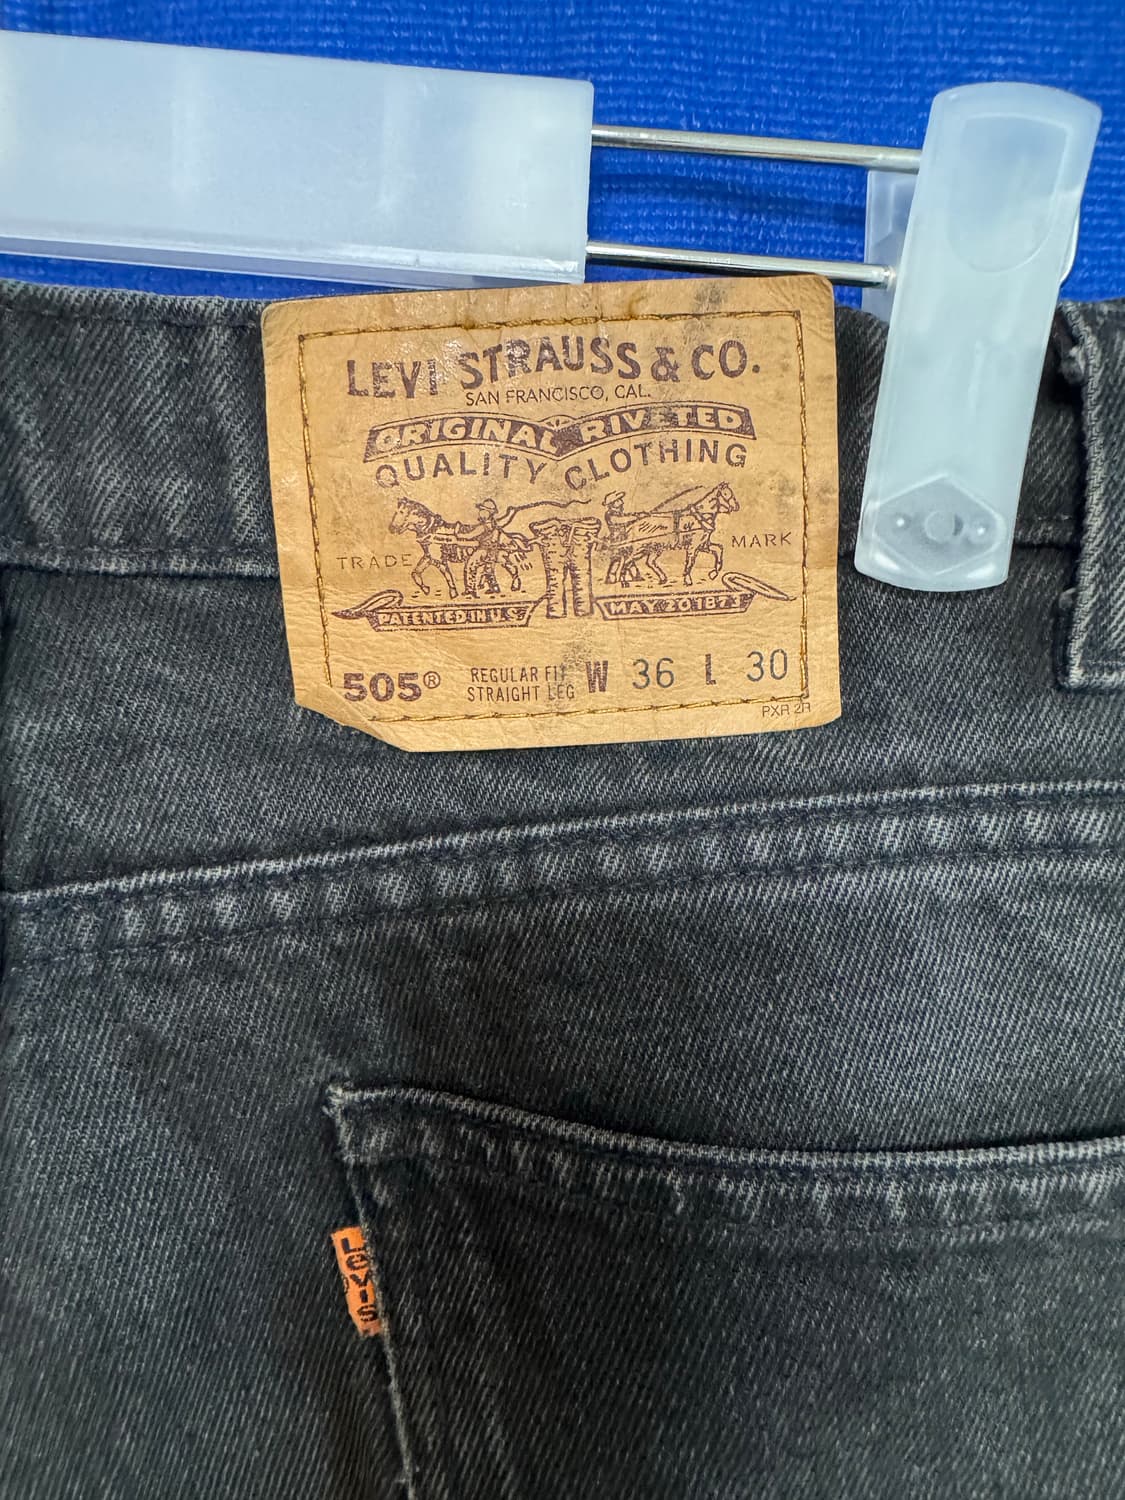 LEVI STRAUSS & CO.
SAN FRANCISCO, CAL.
ORIGINAL RIVETED
QUALITY CLOTHING
TRADE MARK
PATENTED IN U.S. MAY 20 1873
505® REGULAR FIT W 36 L 30
STRAIGHT LEG
PXR 2R
LEVI'S